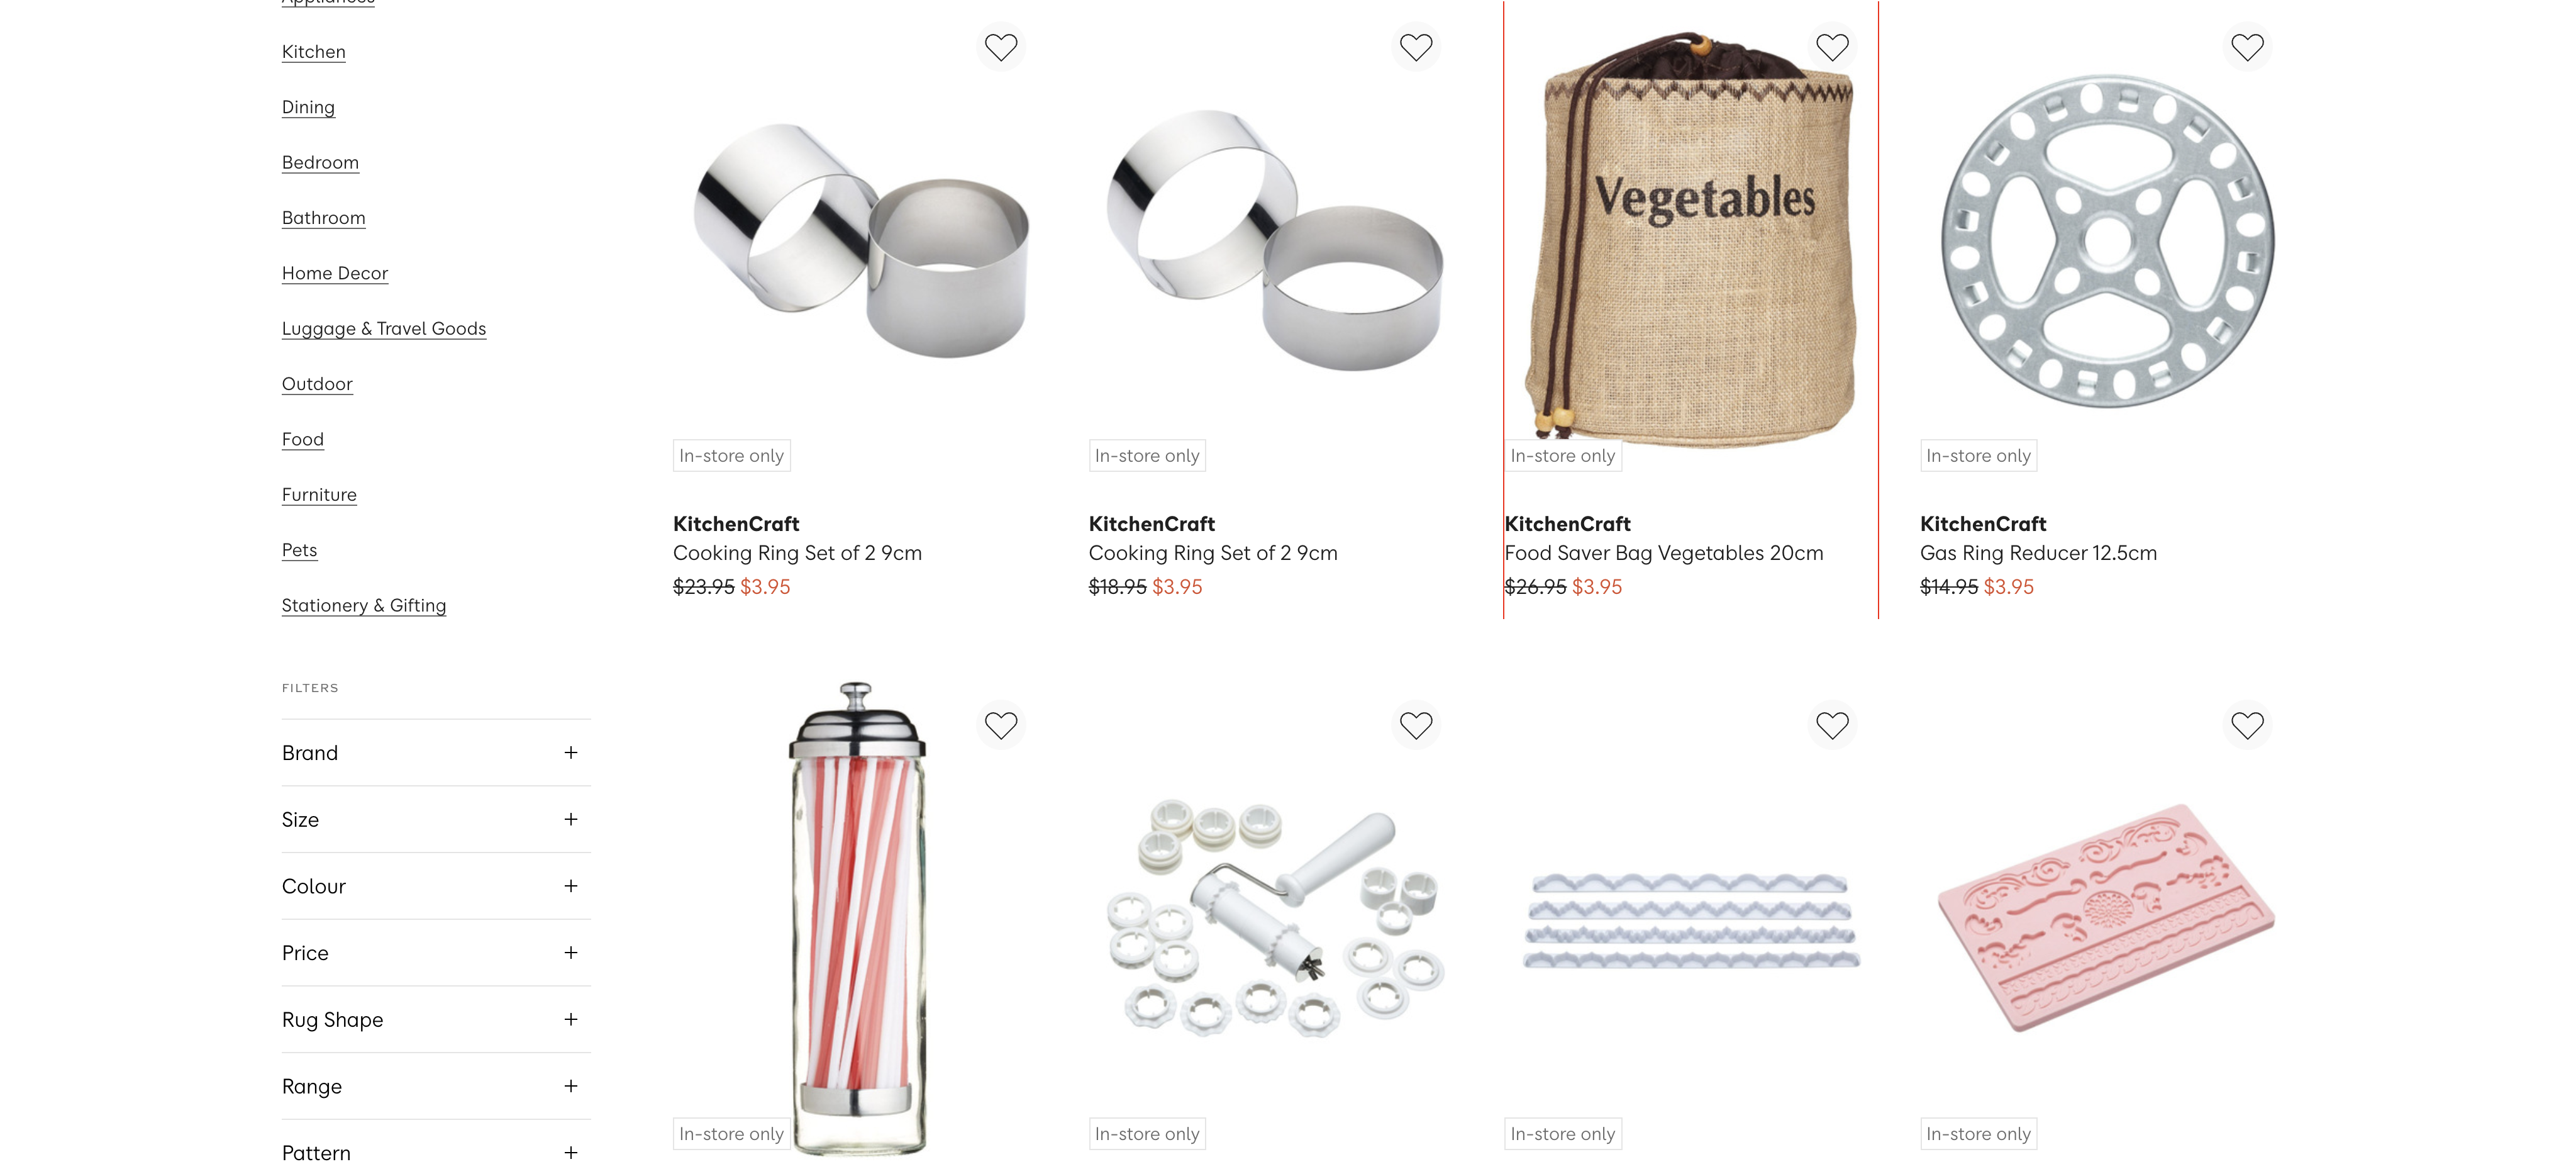 Appliances
Kitchen
Dining
Bedroom
Bathroom
Home Decor
Luggage & Travel Goods
Outdoor
Food
Furniture
Pets
Stationery & Gifting
FILTERS
Brand +
Size +
Colour +
Price +
Rug Shape +
Range +
Pattern +
In-store only
KitchenCraft
Cooking Ring Set of 2 9cm
$23.95 $3.95
In-store only
KitchenCraft
Cooking Ring Set of 2 9cm
$18.95 $3.95
Vegetables
In-store only
KitchenCraft
Food Saver Bag Vegetables 20cm
$26.95 $3.95
In-store only
KitchenCraft
Gas Ring Reducer 12.5cm
$14.95 $3.95
In-store only
In-store only
In-store only
In-store only